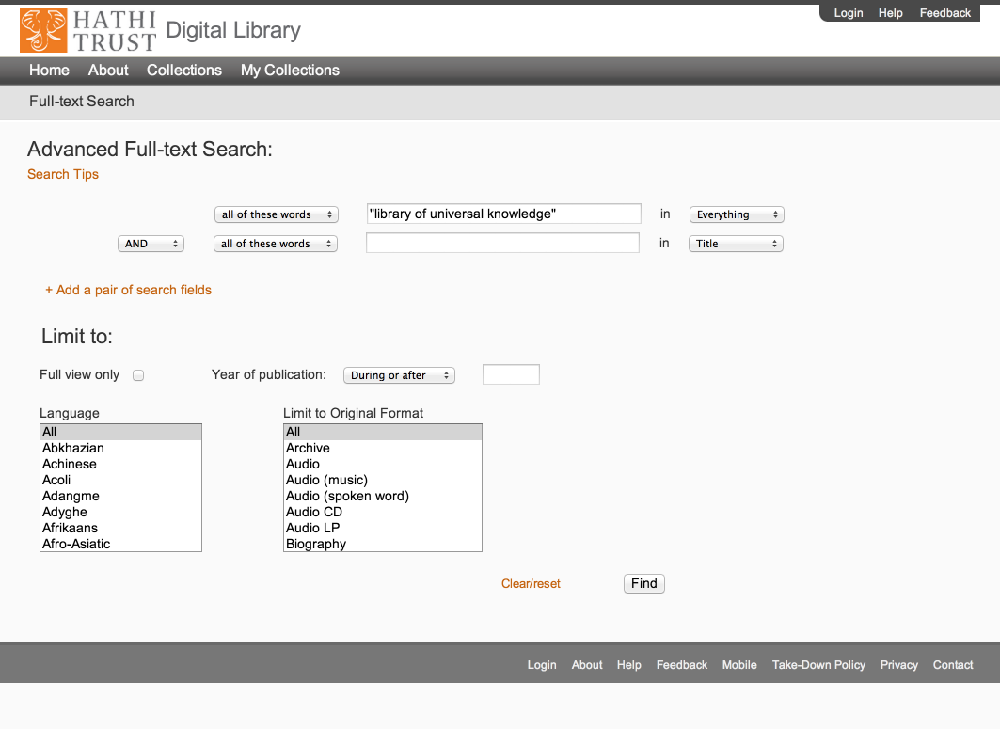 Login Help Feedback
HATHI TRUST Digital Library
Home About Collections My Collections
Full-text Search
Advanced Full-text Search:
Search Tips
all of these words "library of universal knowledge" in Everything
AND all of these words in Title
+ Add a pair of search fields
Limit to:
Full view only Year of publication: During or after
Language Limit to Original Format
All All
Abkhazian Archive
Achinese Audio
Acoli Audio (music)
Adangme Audio (spoken word)
Adyghe Audio CD
Afrikaans Audio LP
Afro-Asiatic Biography
Clear/reset Find
Login About Help Feedback Mobile Take-Down Policy Privacy Contact